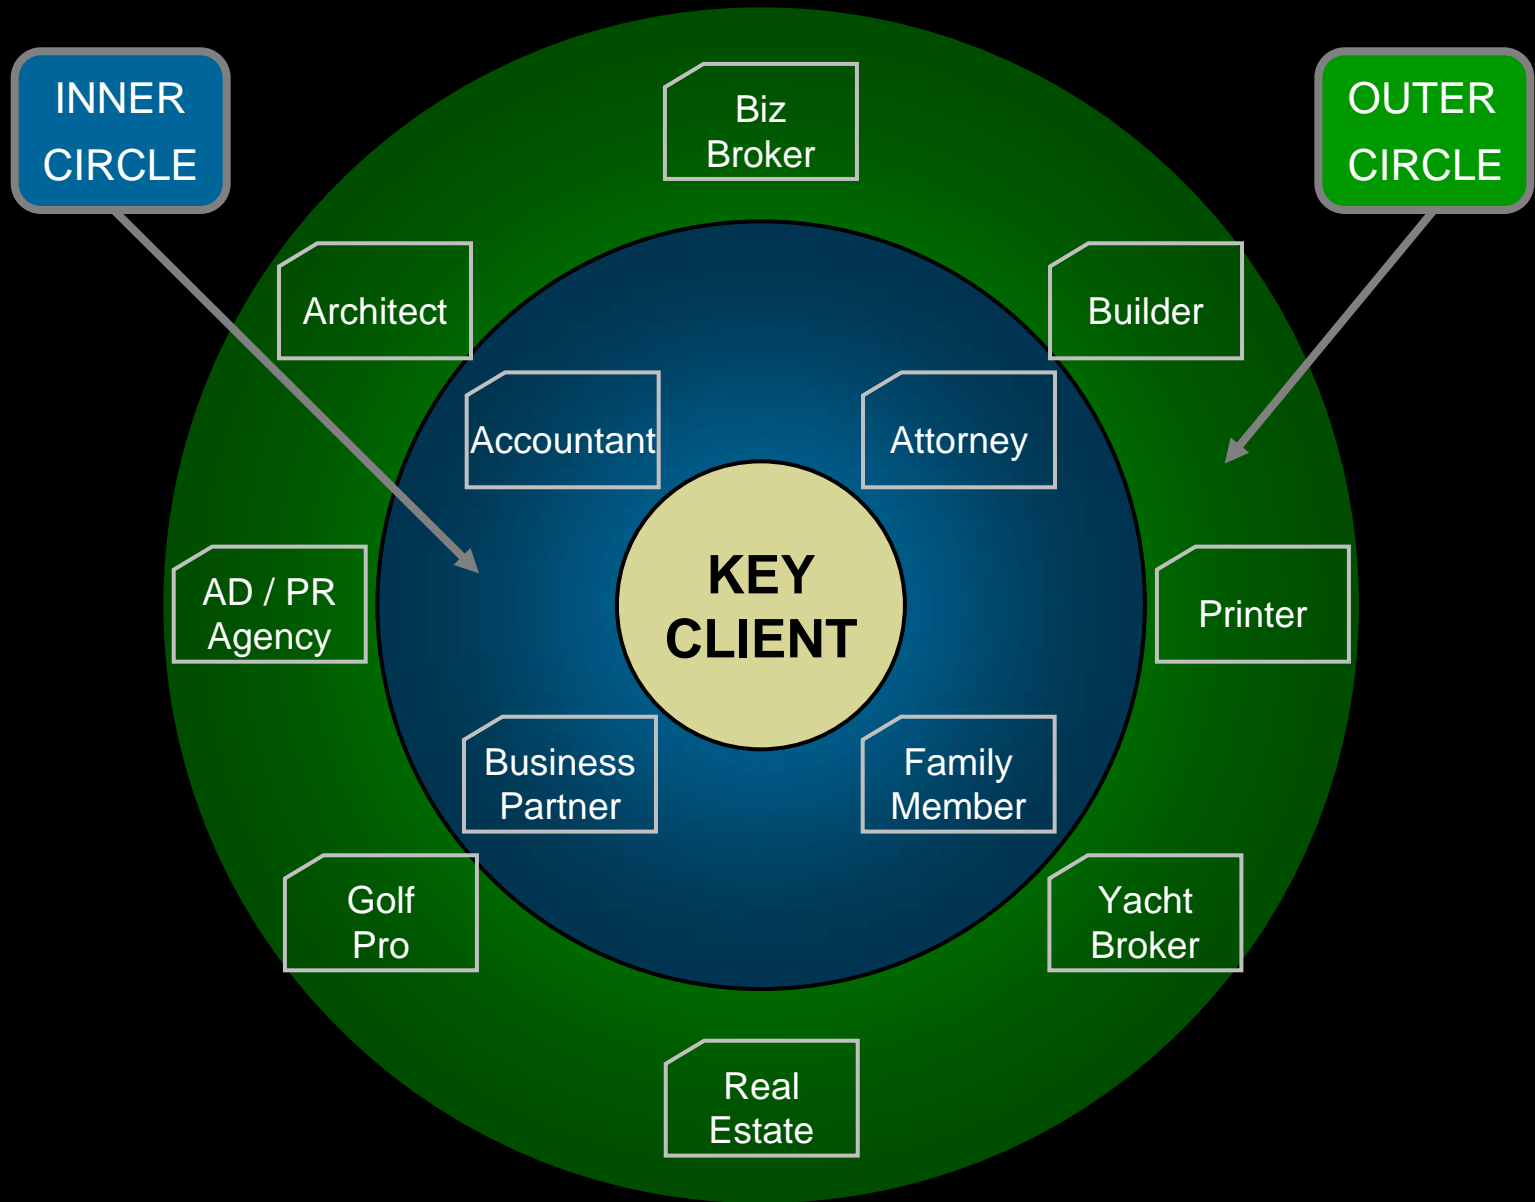 INNER
CIRCLE
OUTER
CIRCLE
Biz
Broker
Architect
Builder
Accountant
Attorney
KEY
CLIENT
AD / PR
Agency
Printer
Business
Partner
Family
Member
Golf
Pro
Yacht
Broker
Real
Estate